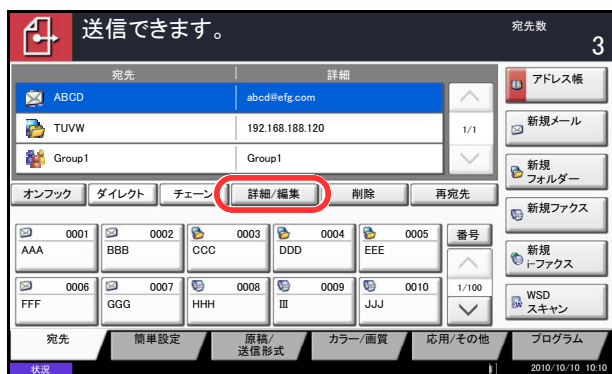 送信できます。
宛先数
3
宛先 詳細
ABCD abcd@efg.com
TUVW 192.168.188.120
1/1
Group1 Group1
オンフック ダイレクト チェーン 詳細/編集 削除 再宛先
0001 0002 0003 0004 0005 番号
AAA BBB CCC DDD EEE
0006 0007 0008 0009 0010 1/100
FFF GGG HHH III JJJ
アドレス帳
新規メール
新規
フォルダー
新規ファクス
新規
i-ファクス
WSD
スキャン
宛先 簡単設定 原稿/
送信形式 カラー/画質 応用/その他 プログラム
状況 2010/10/10 10:10